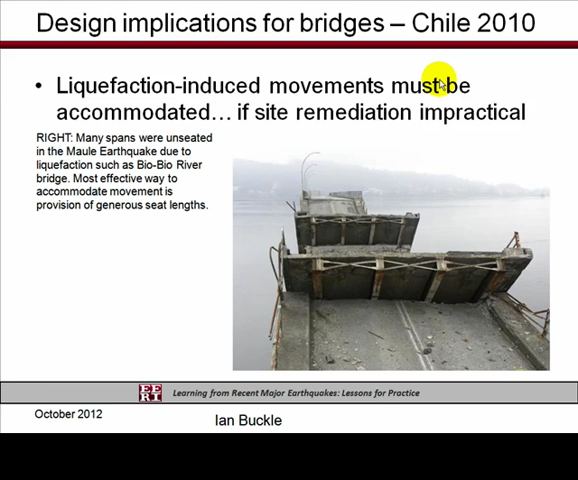 Design implications for bridges – Chile 2010
• Liquefaction-induced movements must be
accommodated… if site remediation impractical
RIGHT: Many spans were unseated
in the Maule Earthquake due to
liquefaction such as Bio-Bio River
bridge. Most effective way to
accommodate movement is
provision of generous seat lengths.
EE
RI
Learning from Recent Major Earthquakes: Lessons for Practice
October 2012
Ian Buckle